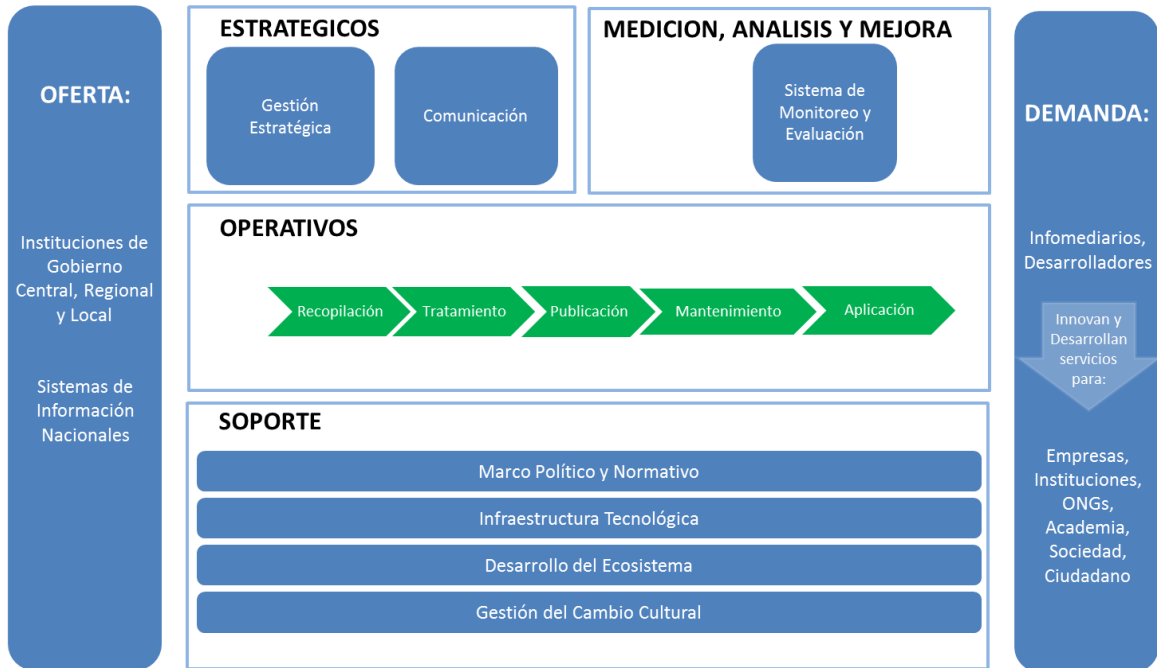 OFERTA:
Instituciones de
Gobierno
Central, Regional
y Local
Sistemas de
Información
Nacionales
ESTRATEGICOS
Gestión
Estratégica
Comunicación
MEDICION, ANALISIS Y MEJORA
Sistema de
Monitoreo y
Evaluación
OPERATIVOS
Recopilación
Tratamiento
Publicación
Mantenimiento
Aplicación
SOPORTE
Marco Político y Normativo
Infraestructura Tecnológica
Desarrollo del Ecosistema
Gestión del Cambio Cultural
DEMANDA:
Infomediarios,
Desarrolladores
Innovan y
Desarrollan
servicios
para:
Empresas,
Instituciones,
ONGs,
Academia,
Sociedad,
Ciudadano